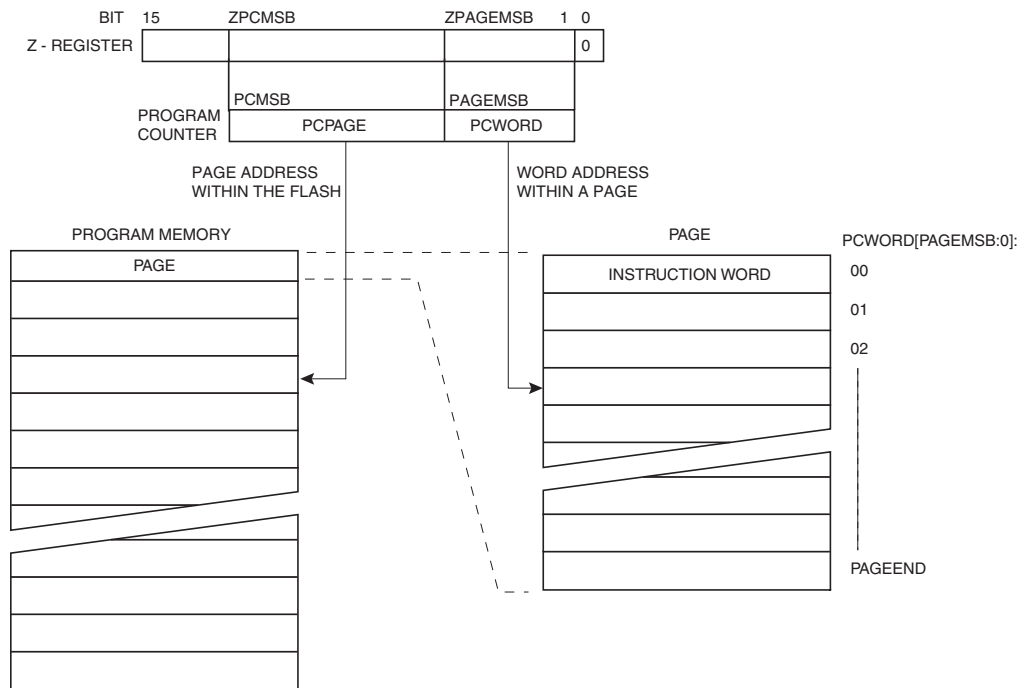 BIT 15 ZPCMSB ZPAGEMSB 1 0
Z - REGISTER 0
PCMSB PAGEMSB
PROGRAM
COUNTER
PCPAGE PCWORD
PAGE ADDRESS
WITHIN THE FLASH
WORD ADDRESS
WITHIN A PAGE
PROGRAM MEMORY
PAGE
PAGE
PCWORD[PAGEMSB:0]:
INSTRUCTION WORD
00
01
02
PAGEEND